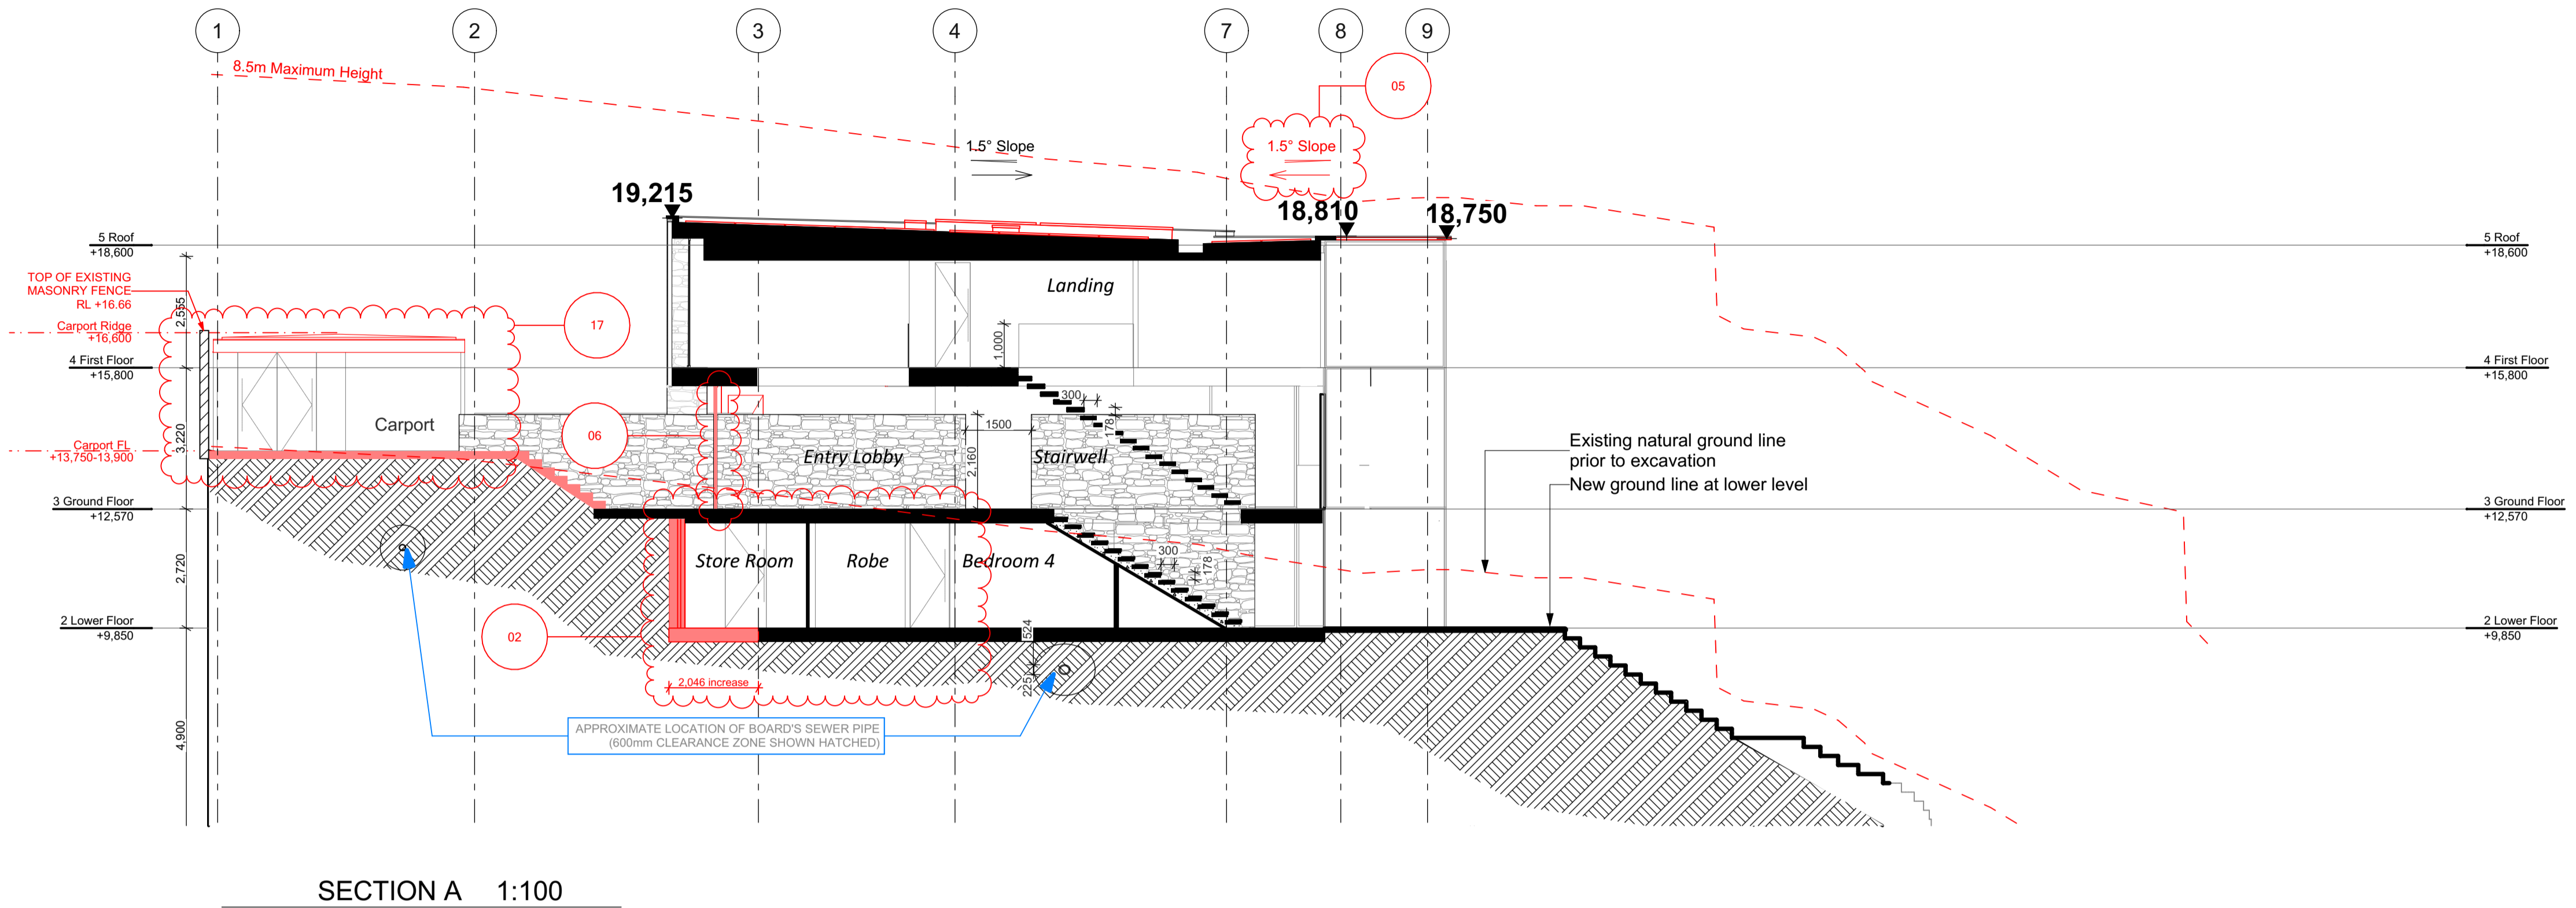 1 2 3 4 7 8 9
8.5m Maximum Height
05
1.5° Slope
1.5° Slope
19,215
18,810
18,750
5 Roof
+18,600
5 Roof
+18,600
TOP OF EXISTING
MASONRY FENCE
RL +16.66
Carport Ridge
+16,600
2,555
17
Landing
1,000
4 First Floor
+15,800
4 First Floor
+15,800
300
178
Carport
06
1500
Entry Lobby
2,160
Stairwell
Carport FL
+13,750-13,900
3,220
Existing natural ground line
prior to excavation
New ground line at lower level
3 Ground Floor
+12,570
3 Ground Floor
+12,570
2,720
Store Room
Robe
Bedroom 4
300
178
2 Lower Floor
+9,850
2 Lower Floor
+9,850
02
524
225
2,046 increase
4,900
APPROXIMATE LOCATION OF BOARD'S SEWER PIPE
(600mm CLEARANCE ZONE SHOWN HATCHED)
SECTION A 1:100